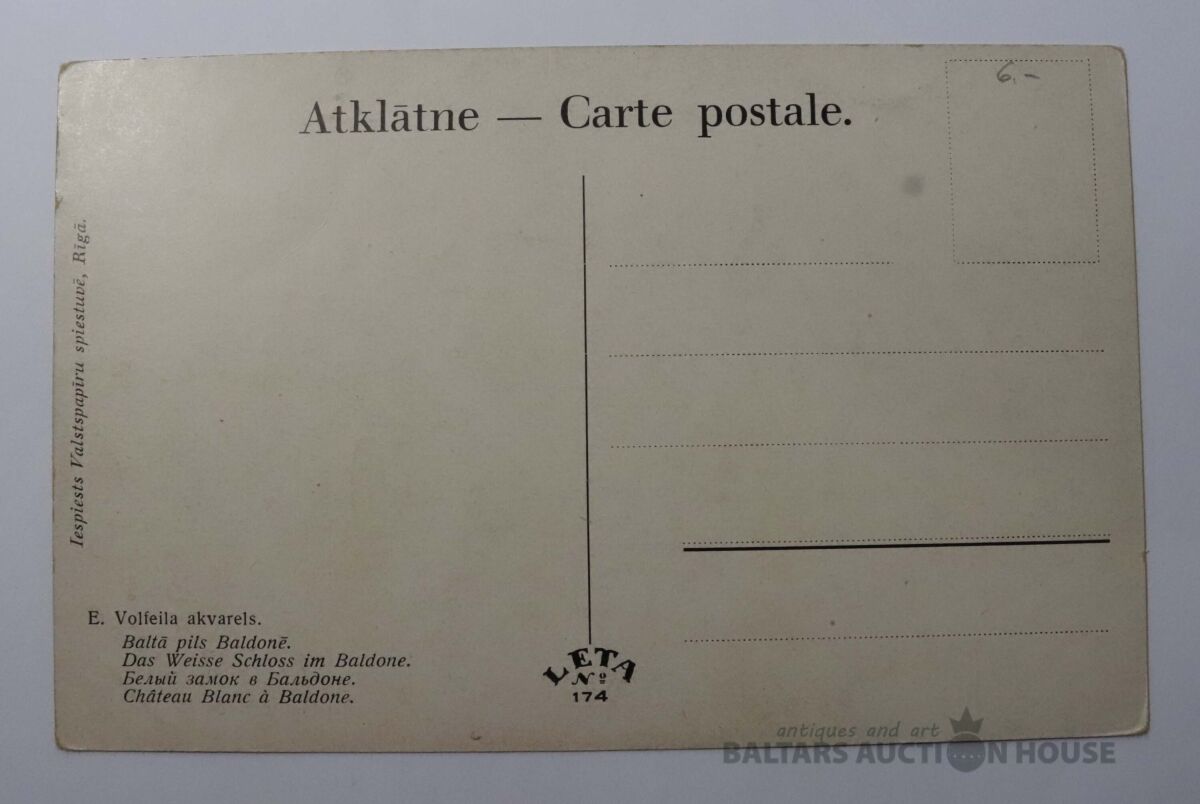 6.-
Atklātne — Carte postale.
Iespiests Valstspapīru spiestuvē, Rīgā.
E. Volfeila akvarels.
Baltā pils Baldonē.
Das Weisse Schloss im Baldone.
Белый замок в Бальдоне.
Château Blanc à Baldone.
LETA
Nº
174
antiques and art
BALTARS AUCTION HOUSE